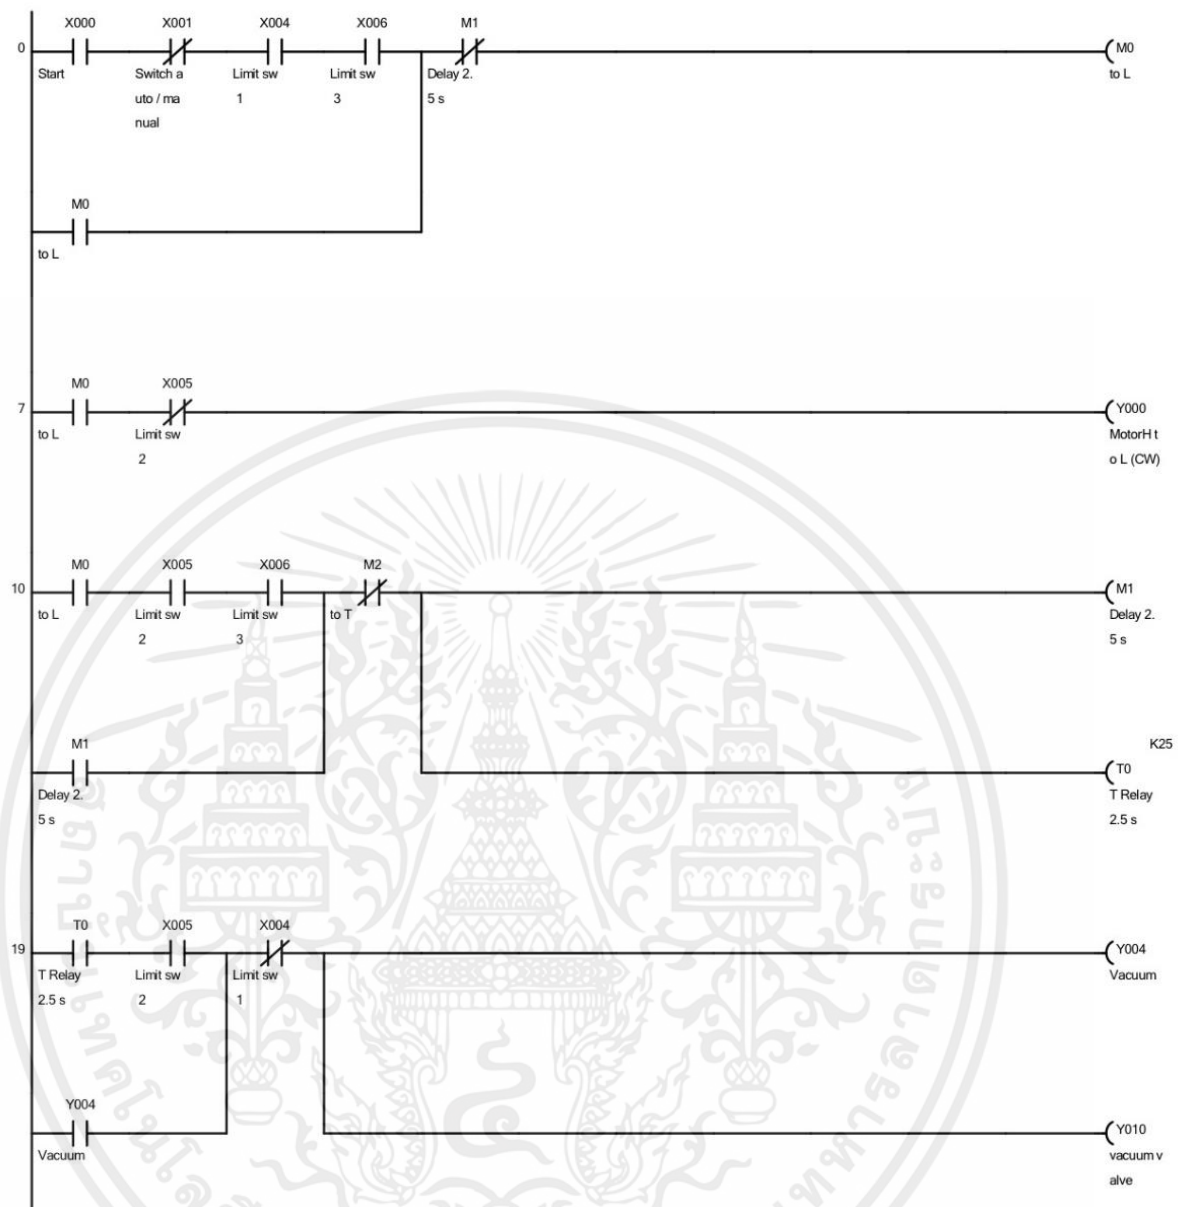 X000 X001 X004 X006 M1
0 M0
Start Switch a Limit sw Limit sw Delay 2. to L
uto / ma 1 3 5 s
nual
M0
to L
M0 X005
7 Y000
to L Limit sw MotorH t
2 o L (CW)
M0 X005 X006 M2
10 M1
to L Limit sw Limit sw to T Delay 2.
2 3 5 s
M1 K25
T0
Delay 2. T Relay
5 s 2.5 s
T0 X005 X004
19 Y004
T Relay Limit sw Limit sw Vacuum
2.5 s 2 1
Y004
Y010
Vacuum vacuum v
alve